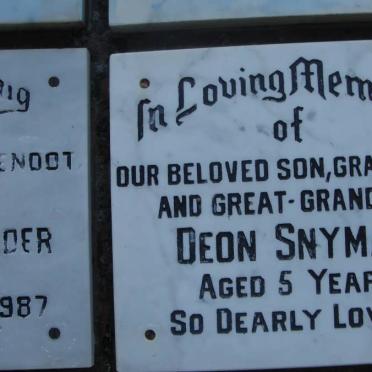 ig
ENOOT
DER
987
In Loving Mem
of
OUR BELOVED SON, GRA
AND GREAT-GRAND
DEON SNYM
AGED 5 YEAR
SO DEARLY LOV